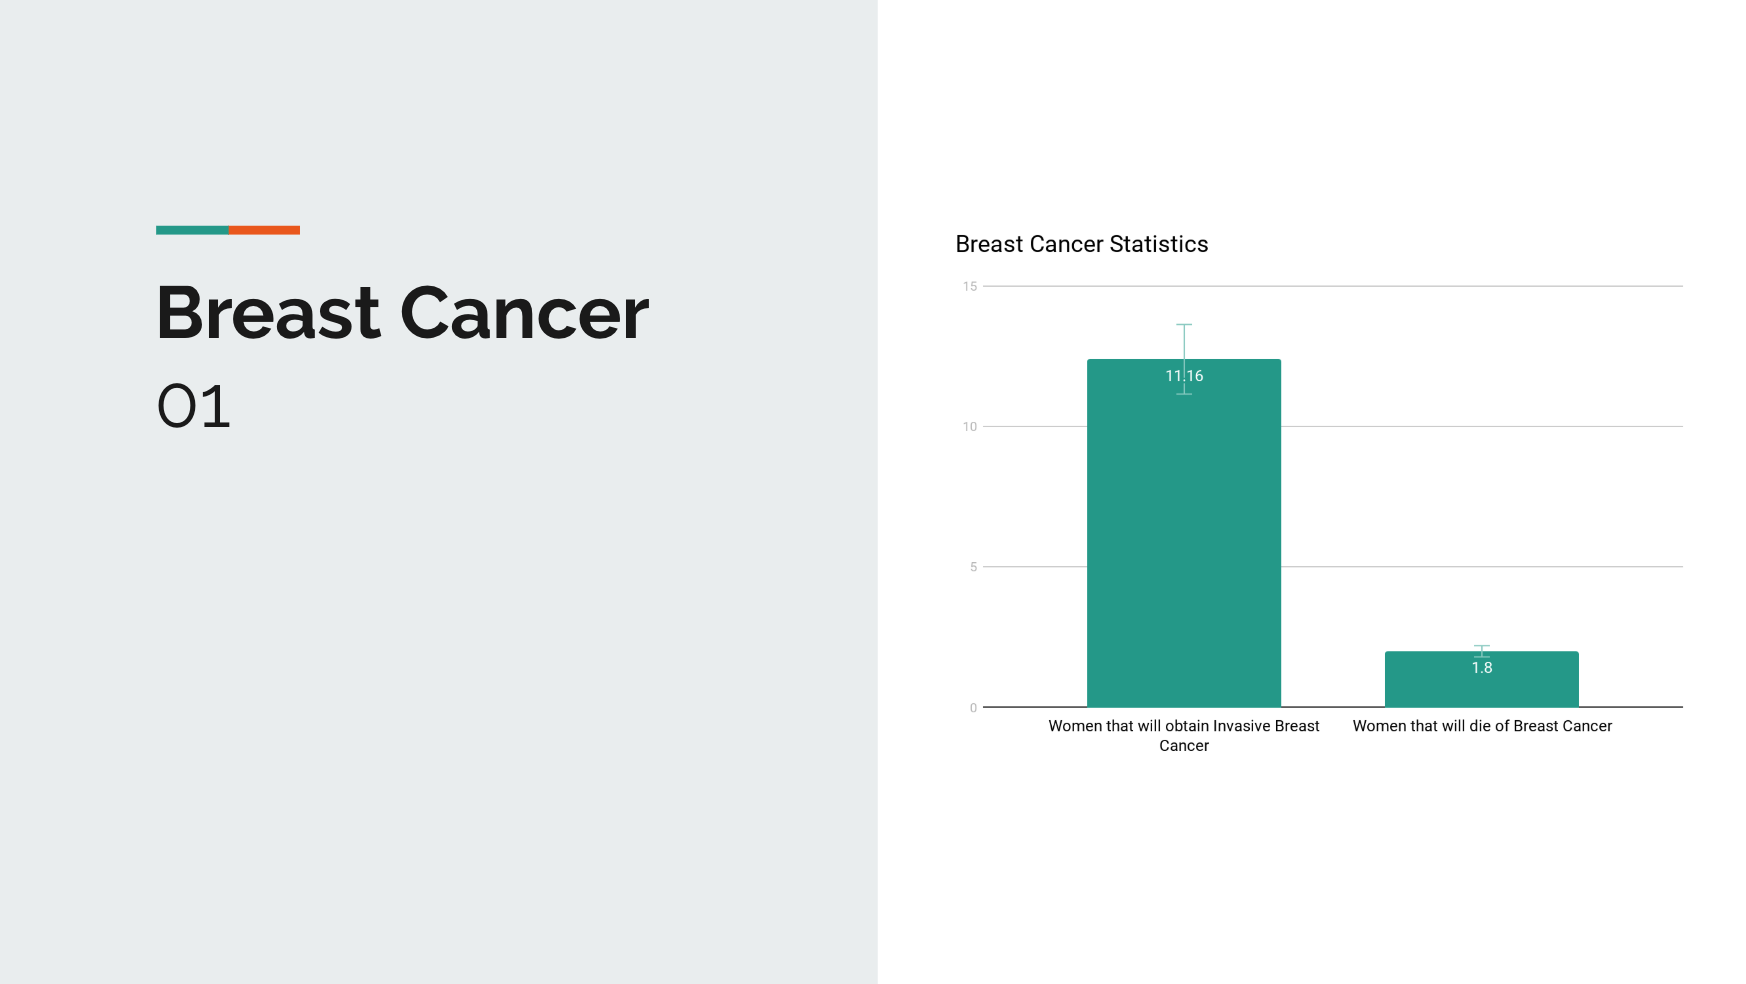 Breast Cancer
01
Breast Cancer Statistics
15
11.16
10
5
1.8
0
Women that will obtain Invasive Breast
Cancer
Women that will die of Breast Cancer